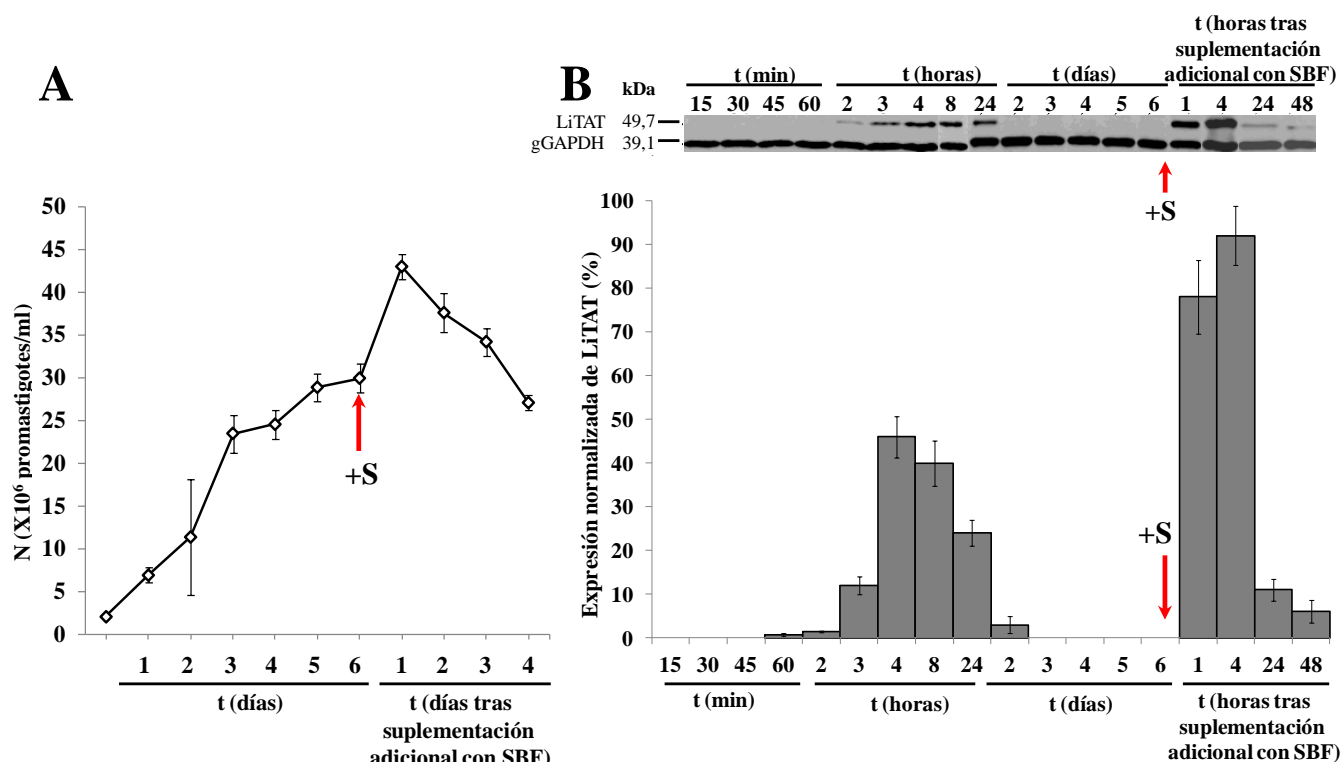 A
N (X10⁶ promastigotes/ml)
50
45
40
35
30
25
20
15
10
5
0
+S
1 2 3 4 5 6 1 2 3 4
t (días)
t (días tras
suplementación
adicional con SBF)
B
kDa
t (min)
t (horas)
t (días)
t (horas tras
suplementación
adicional con SBF)
15 30 45 60 2 3 4 8 24 2 3 4 5 6 1 4 24 48
LiTAT 49,7
gGAPDH 39,1
+S
Expresión normalizada de LiTAT (%)
100
90
80
70
60
50
40
30
20
10
0
+S
15 30 45 60 2 3 4 8 24 2 3 4 5 6 1 4 24 48
t (min)
t (horas)
t (días)
t (horas tras
suplementación
adicional con SBF)